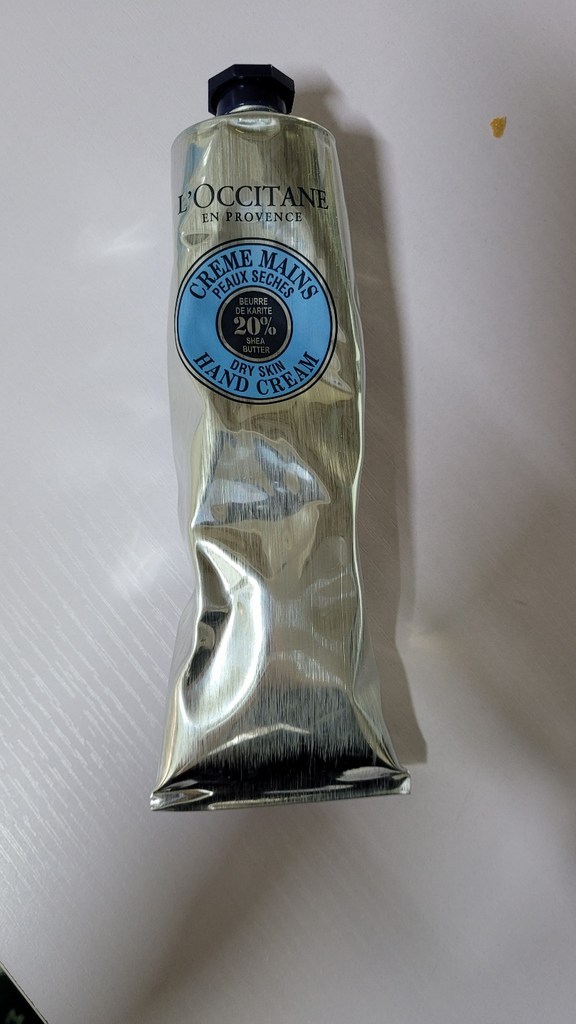 L'OCCITANE
EN PROVENCE
CREME MAINS
PEAUX SECHES
BEURRE
DE KARITE
20%
SHEA
BUTTER
DRY SKIN
HAND CREAM